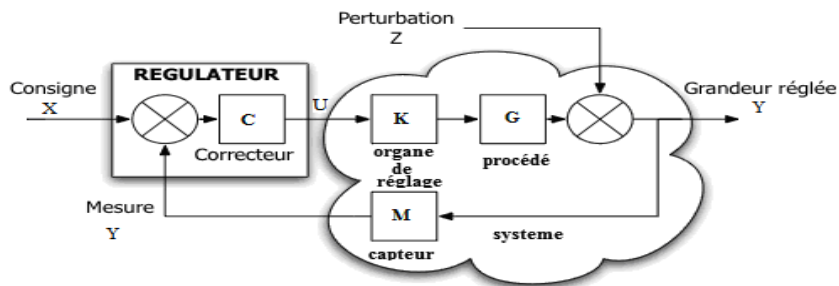 Perturbation
Z
REGULATEUR
Consigne
X
U
Grandeur réglée
Y
C
K
G
Correcteur
organe
de
réglage
procédé
Mesure
Y
M
systeme
capteur